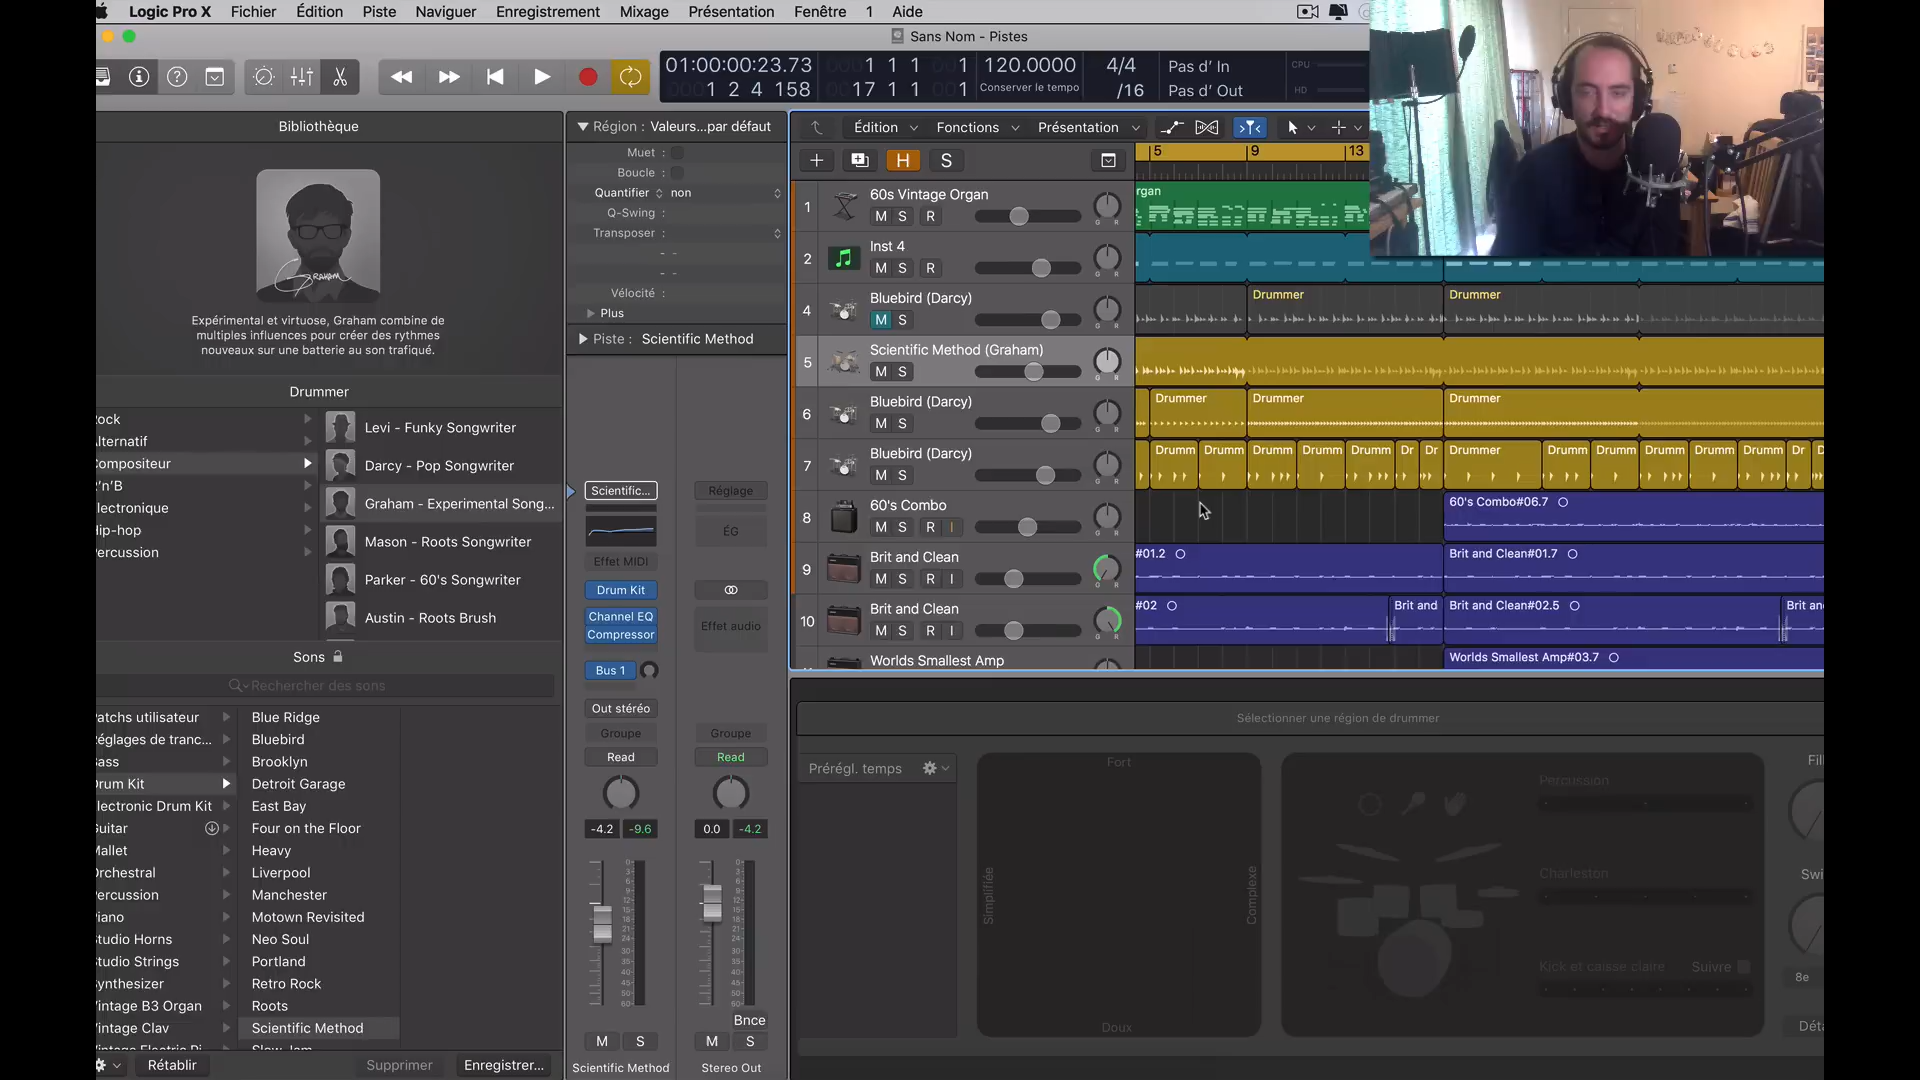 Logic Pro X Fichier Édition Piste Naviguer Enregistrement Mixage Présentation Fenêtre 1 Aide
Sans Nom - Pistes
01:00:00:23.73
1 2 4 158
1 1 1 1
17 1 1 1
120.0000
Conserver le tempo
4/4
/16
Pas d' In
Pas d' Out
CPU
HD
Bibliothèque
Graham
Expérimental et virtuose, Graham combine de
multiples influences pour créer des rythmes
nouveaux sur une batterie au son trafiqué.
Drummer
ock
lternatif
ompositeur
'n'B
lectronique
ip-hop
ercussion
Levi - Funky Songwriter
Darcy - Pop Songwriter
Graham - Experimental Song...
Mason - Roots Songwriter
Parker - 60's Songwriter
Austin - Roots Brush
Sons
Rechercher des sons
atchs utilisateur
églages de tranc...
ass
rum Kit
lectronic Drum Kit
uitar
allet
rchestral
ercussion
iano
tudio Horns
tudio Strings
ynthesizer
intage B3 Organ
intage Clav
Blue Ridge
Bluebird
Brooklyn
Detroit Garage
East Bay
Four on the Floor
Heavy
Liverpool
Manchester
Motown Revisited
Neo Soul
Portland
Retro Rock
Roots
Scientific Method
Rétablir
Supprimer
Enregistrer...
Région : Valeurs...par défaut
Muet :
Boucle :
Quantifier non
Q-Swing :
Transposer :
- -
- -
Vélocité :
Plus
Piste : Scientific Method
Scientific...
Réglage
ÉG
Effet MIDI
Drum Kit
Channel EQ
Compressor
Effet audio
Bus 1
Out stéréo
Groupe
Groupe
Read
Read
-4.2 -9.6
0.0 -4.2
Bnce
M S
M S
Scientific Method
Stereo Out
Édition Fonctions Présentation
H S
5 9 13
1 60s Vintage Organ
M S R
rgan
2 Inst 4
M S R
4 Bluebird (Darcy)
M S
Drummer Drummer
5 Scientific Method (Graham)
M S
6 Bluebird (Darcy)
M S
Drummer Drummer Drummer
7 Bluebird (Darcy)
M S
Drumm Drumm Drumm Drumm Drumm Dr Dr Drummer Drumm Drumm Drumm Drumm Drumm Dr D
8 60's Combo
M S R I
60's Combo#06.7
9 Brit and Clean
M S R I
#01.2 Brit and Clean#01.7
10 Brit and Clean
M S R I
#02 Brit and Brit and Clean#02.5 Brit an
Worlds Smallest Amp
Worlds Smallest Amp#03.7
Sélectionner une région de drummer
Prérégl. temps
Fort
Simplifiée
Complexe
Doux
Percussion
Charleston
Kick et caisse claire Suivre
Fil
Swi
8e
Déta